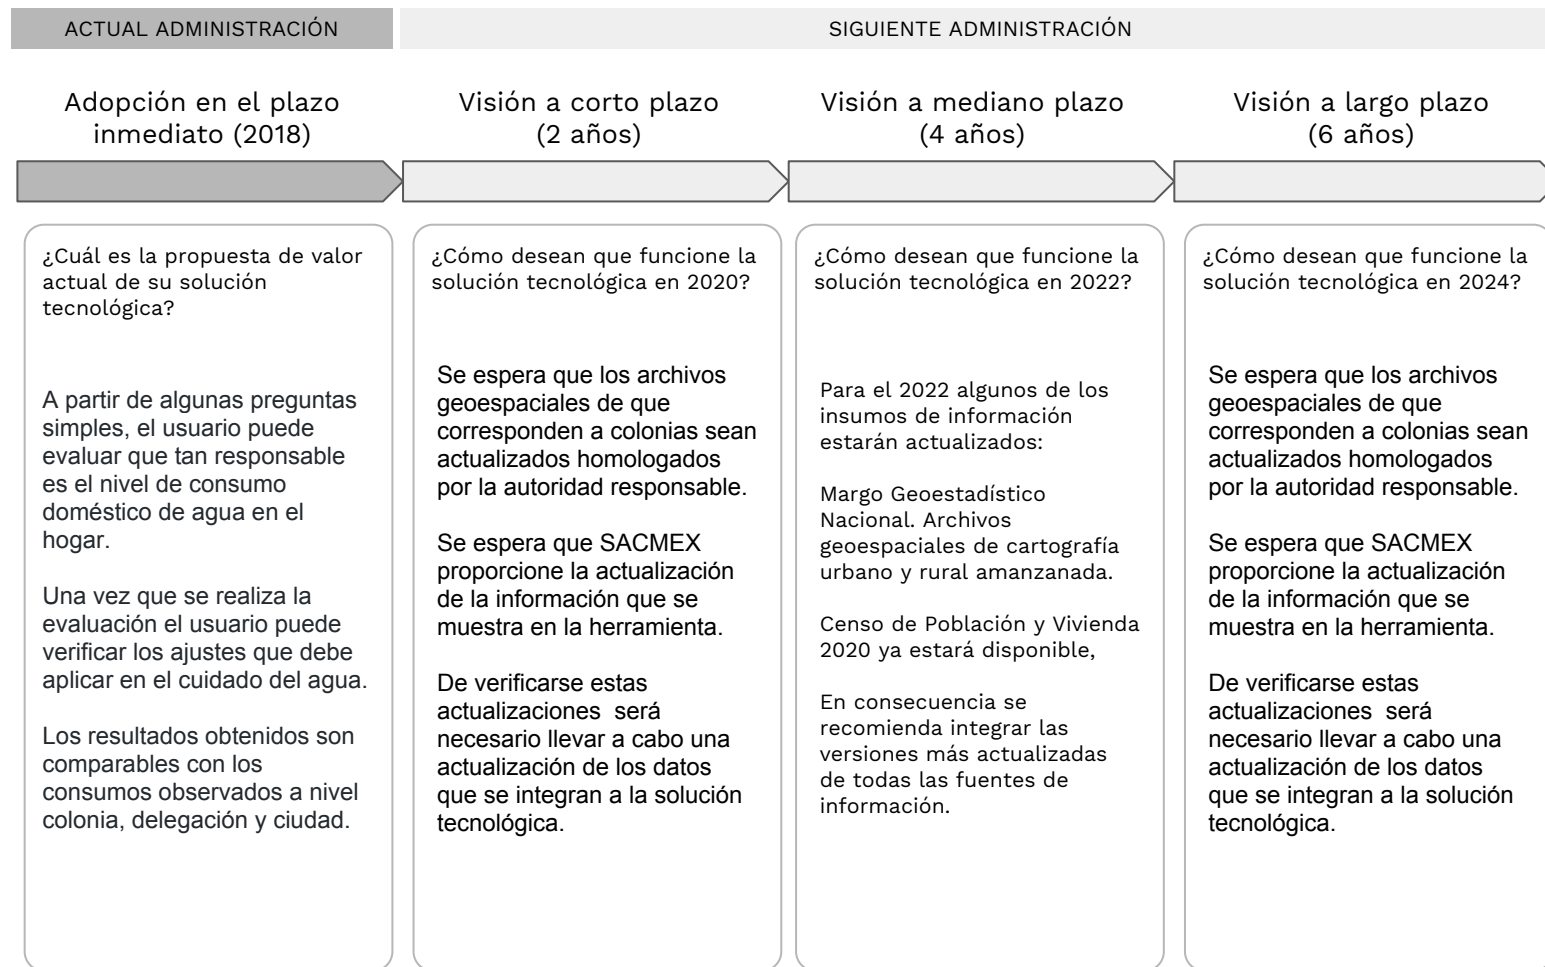 ACTUAL ADMINISTRACIÓN
SIGUIENTE ADMINISTRACIÓN
Adopción en el plazo
inmediato (2018)
Visión a corto plazo
(2 años)
Visión a mediano plazo
(4 años)
Visión a largo plazo
(6 años)
¿Cuál es la propuesta de valor
actual de su solución
tecnológica?
A partir de algunas preguntas
simples, el usuario puede
evaluar que tan responsable
es el nivel de consumo
doméstico de agua en el
hogar.
Una vez que se realiza la
evaluación el usuario puede
verificar los ajustes que debe
aplicar en el cuidado del agua.
Los resultados obtenidos son
comparables con los
consumos observados a nivel
colonia, delegación y ciudad.
¿Cómo desean que funcione la
solución tecnológica en 2020?
Se espera que los archivos
geoespaciales de que
corresponden a colonias sean
actualizados homologados
por la autoridad responsable.
Se espera que SACMEX
proporcione la actualización
de la información que se
muestra en la herramienta.
De verificarse estas
actualizaciones  será
necesario llevar a cabo una
actualización de los datos
que se integran a la solución
tecnológica.
¿Cómo desean que funcione la
solución tecnológica en 2022?
Para el 2022 algunos de los
insumos de información
estarán actualizados:
Margo Geoestadístico
Nacional. Archivos
geoespaciales de cartografía
urbano y rural amanzanada.
Censo de Población y Vivienda
2020 ya estará disponible,
En consecuencia se
recomienda integrar las
versiones más actualizadas
de todas las fuentes de
información.
¿Cómo desean que funcione la
solución tecnológica en 2024?
Se espera que los archivos
geoespaciales de que
corresponden a colonias sean
actualizados homologados
por la autoridad responsable.
Se espera que SACMEX
proporcione la actualización
de la información que se
muestra en la herramienta.
De verificarse estas
actualizaciones  será
necesario llevar a cabo una
actualización de los datos
que se integran a la solución
tecnológica.